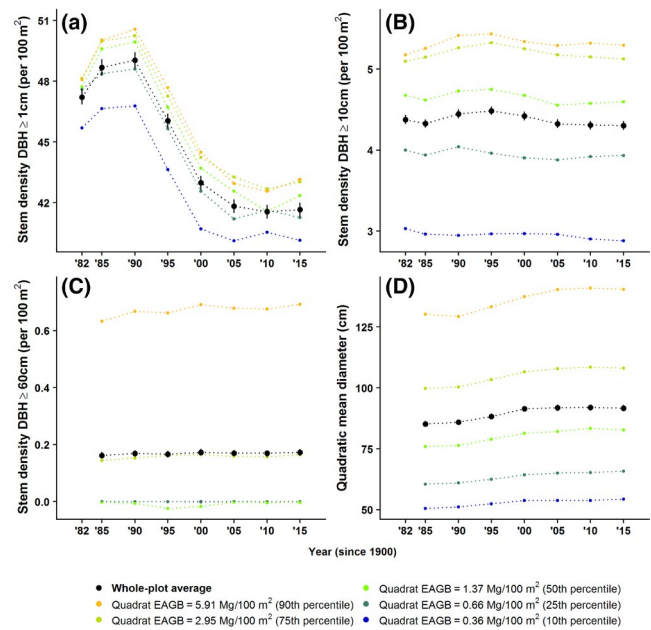 (a)
Stem density DBH ≥ 1cm (per 100 m²)
51
48
45
42
'82 '85 '90 '95 '00 '05 '10 '15
(B)
Stem density DBH ≥ 10cm (per 100 m²)
5
4
3
'82 '85 '90 '95 '00 '05 '10 '15
(C)
Stem density DBH ≥ 60cm (per 100 m²)
0.6
0.4
0.2
0.0
'82 '85 '90 '95 '00 '05 '10 '15
(D)
Quadratic mean diameter (cm)
125
100
75
50
'82 '85 '90 '95 '00 '05 '10 '15
Year (since 1900)
Whole-plot average
Quadrat EAGB = 5.91 Mg/100 m² (90th percentile)
Quadrat EAGB = 2.95 Mg/100 m² (75th percentile)
Quadrat EAGB = 1.37 Mg/100 m² (50th percentile)
Quadrat EAGB = 0.66 Mg/100 m² (25th percentile)
Quadrat EAGB = 0.36 Mg/100 m² (10th percentile)